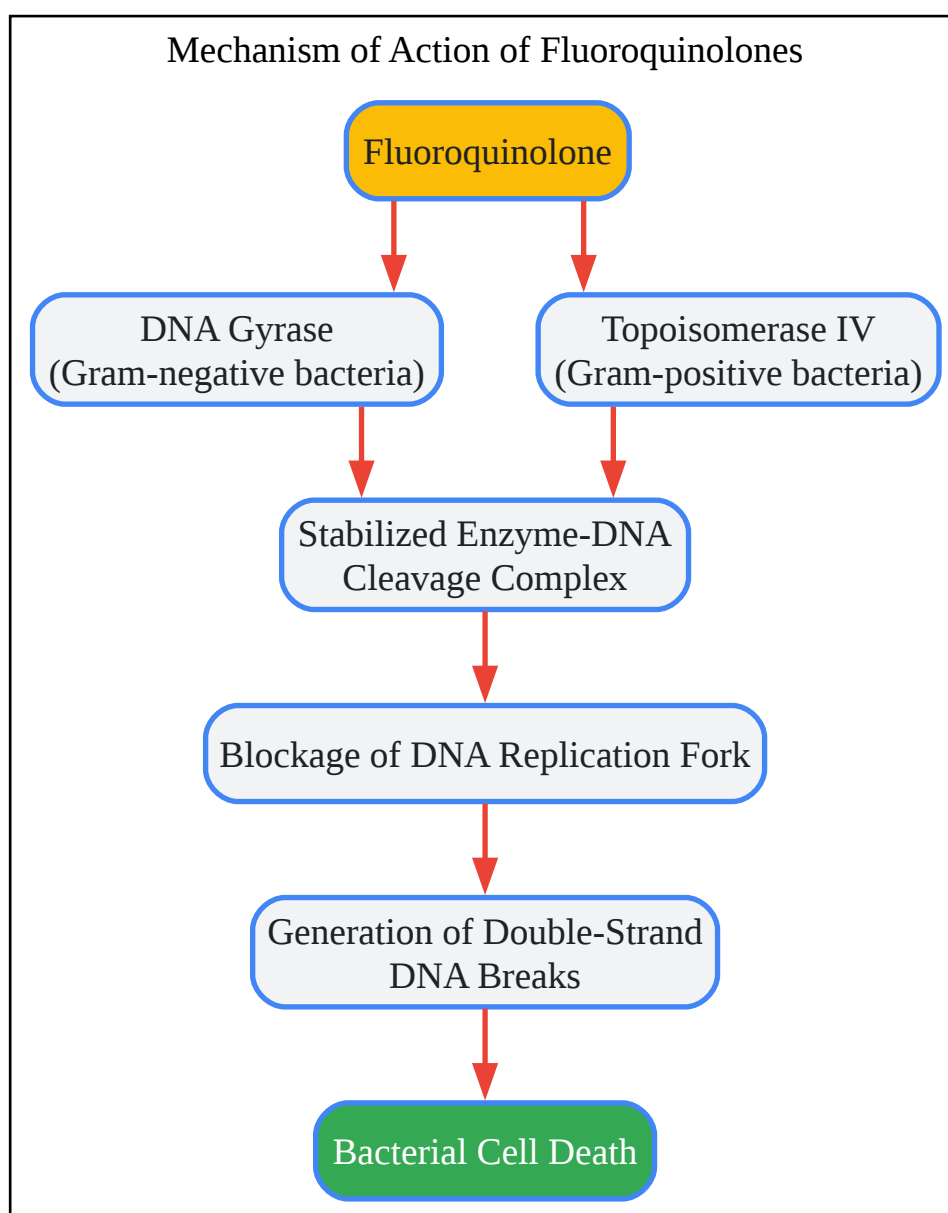 Mechanism of Action of Fluoroquinolones
Fluoroquinolone
DNA Gyrase
(Gram-negative bacteria)
Topoisomerase IV
(Gram-positive bacteria)
Stabilized Enzyme-DNA
Cleavage Complex
Blockage of DNA Replication Fork
Generation of Double-Strand
DNA Breaks
Bacterial Cell Death